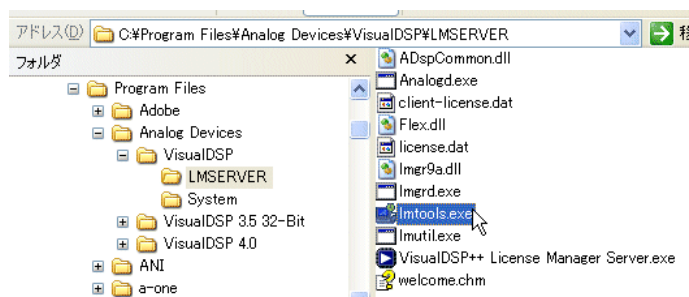 アドレス(D) C:¥Program Files¥Analog Devices¥VisualDSP¥LMSERVER
フォルダ
Program Files
Adobe
Analog Devices
VisualDSP
LMSERVER
System
VisualDSP 3.5 32-Bit
VisualDSP 4.0
ANI
a-one
ADspCommon.dll
Analogd.exe
client-license.dat
Flex.dll
license.dat
lmgr9a.dll
lmgrd.exe
lmtools.exe
lmutil.exe
VisualDSP++ License Manager Server.exe
welcome.chm